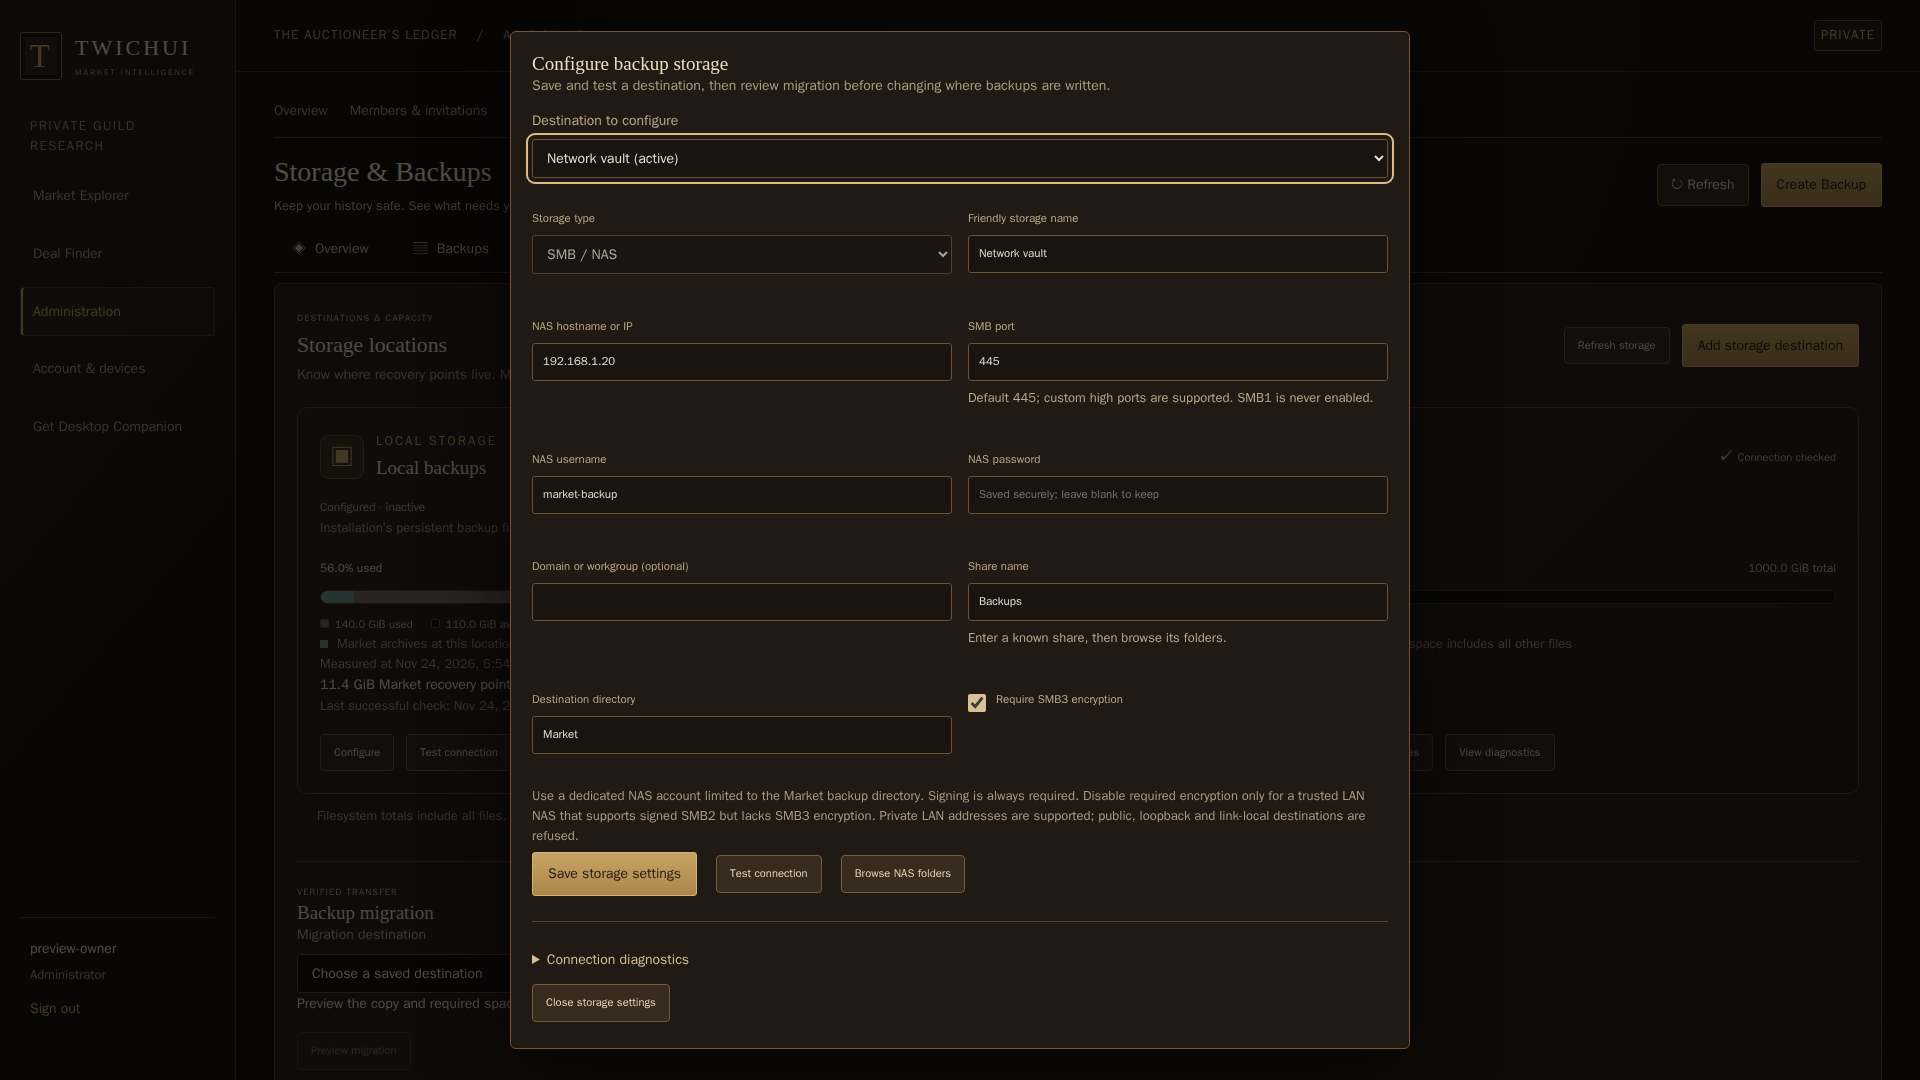 T
TWICHUI
MARKET INTELLIGENCE
PRIVATE GUILD
RESEARCH
Market Explorer
Deal Finder
Administration
Account & devices
Get Desktop Companion
preview-owner
Administrator
Sign out
THE AUCTIONEER'S LEDGER /
PRIVATE
Overview Members & invitations
Storage & Backups
Keep your history safe. See what needs
Refresh
Create Backup
Overview
Backups
DESTINATIONS & CAPACITY
Storage locations
Know where recovery points live.
Refresh storage
Add storage destination
LOCAL STORAGE
Local backups
Connection checked
Configured · inactive
Installation's persistent backup
56.0% used
1000.0 GiB total
140.0 GiB used 110.0 GiB
Market archives at this
space includes all other files
Measured at Nov 24, 2026, 6:54
11.4 GiB Market recovery
Last successful check: Nov 24,
Configure
Test connection
View diagnostics
Filesystem totals include all files.
VERIFIED TRANSFER
Backup migration
Migration destination
Choose a saved destination
Preview the copy and required
Preview migration
Configure backup storage
Save and test a destination, then review migration before changing where backups are written.
Destination to configure
Network vault (active)
Storage type
SMB / NAS
Friendly storage name
Network vault
NAS hostname or IP
192.168.1.20
SMB port
445
Default 445; custom high ports are supported. SMB1 is never enabled.
NAS username
market-backup
NAS password
Saved securely; leave blank to keep
Domain or workgroup (optional)
Share name
Backups
Enter a known share, then browse its folders.
Destination directory
Market
Require SMB3 encryption
Use a dedicated NAS account limited to the Market backup directory. Signing is always required. Disable required encryption only for a trusted LAN
NAS that supports signed SMB2 but lacks SMB3 encryption. Private LAN addresses are supported; public, loopback and link-local destinations are
refused.
Save storage settings
Test connection
Browse NAS folders
Connection diagnostics
Close storage settings